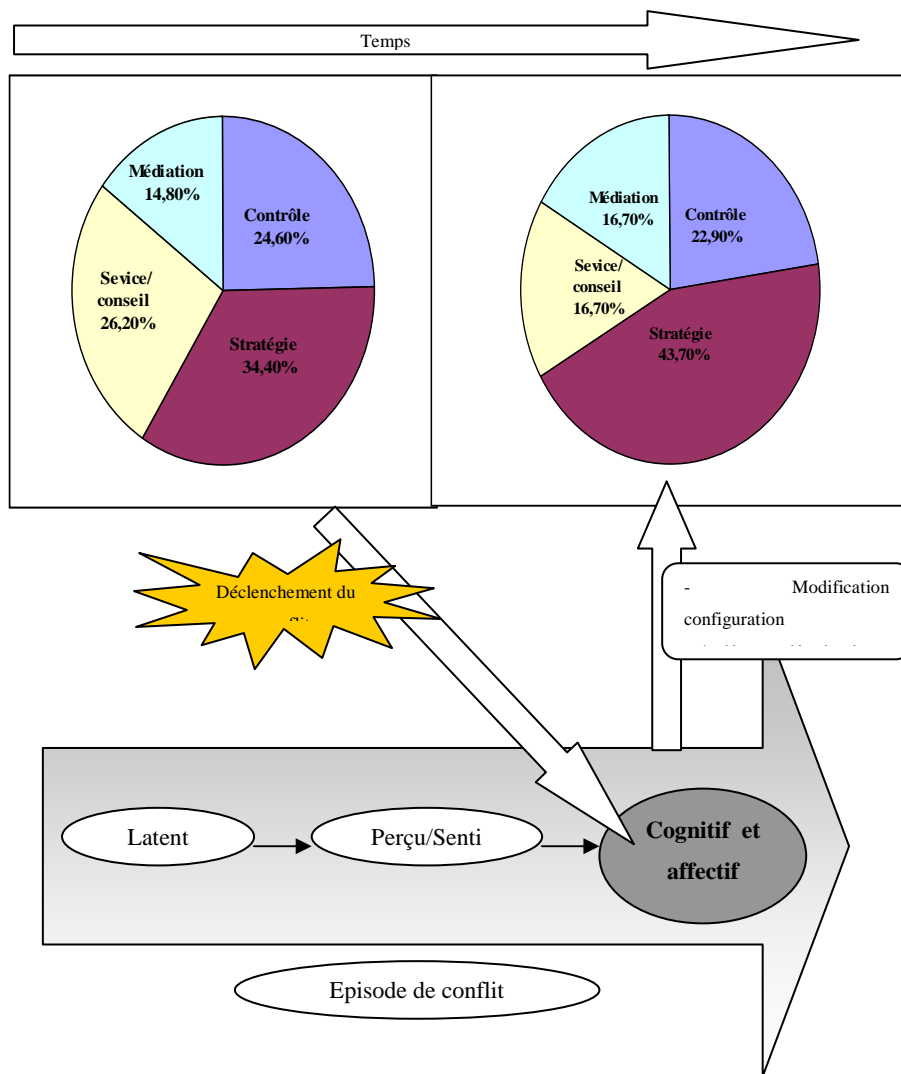 Temps
Médiation
14,80%
Contrôle
24,60%
Sevice/
conseil
26,20%
Stratégie
34,40%
Médiation
16,70%
Contrôle
22,90%
Sevice/
conseil
16,70%
Stratégie
43,70%
Déclenchement du
- Modification
configuration
Latent
Perçu/Senti
Cognitif et
affectif
Episode de conflit